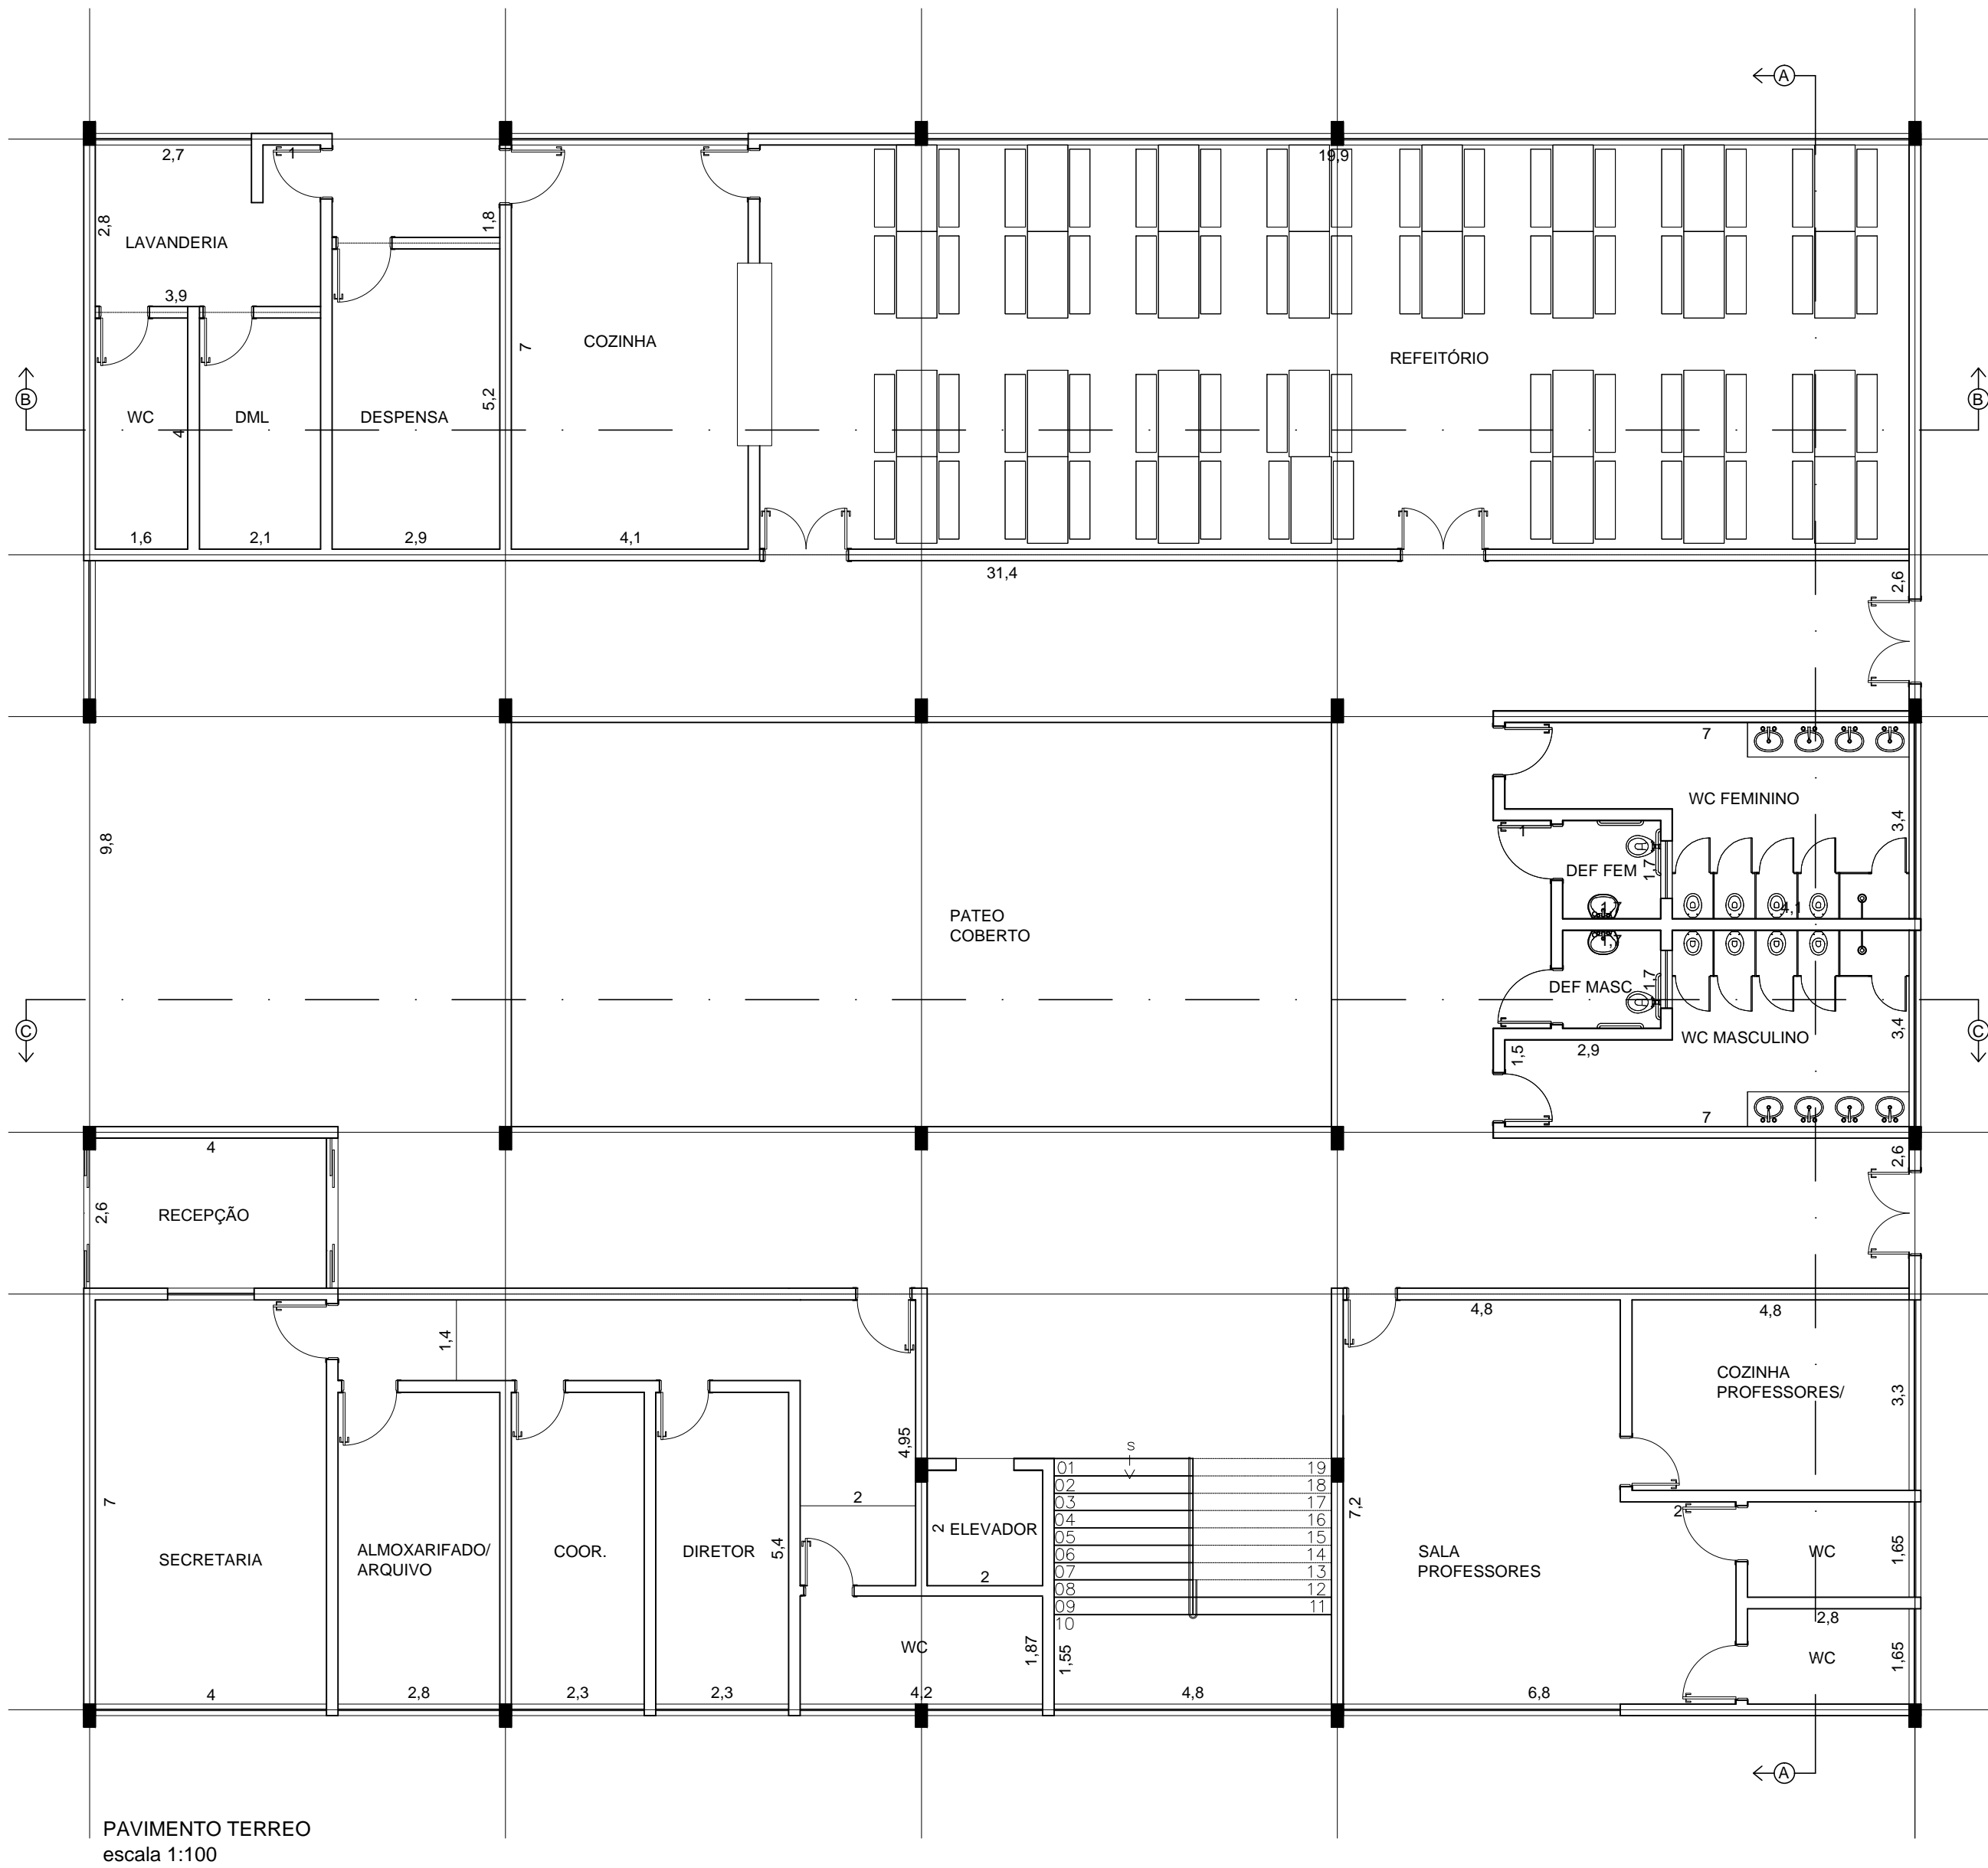 A
2,7
1
19,9
2,8
1,8
LAVANDERIA
3,9
7
COZINHA
REFEITÓRIO
B
B
5,2
WC
4
DML
DESPENSA
1,6
2,1
2,9
4,1
31,4
2,6
7
WC FEMININO
9,8
3,4
1
DEF FEM
1,7
PATEO
COBERTO
1,7
4,1
1,7
DEF MASC
1,7
C
C
3,4
WC MASCULINO
1,5
2,9
7
4
2,6
2,6
RECEPÇÃO
4,8
4,8
1,4
COZINHA
PROFESSORES/
3,3
4,95
S
01
19
02
18
03
17
04
16
05
15
06
14
07
13
08
12
09
11
10
7
2
7,2
2
2
ELEVADOR
2
SECRETARIA
ALMOXARIFADO/
ARQUIVO
COOR.
DIRETOR
5,4
SALA
PROFESSORES
WC
1,65
2,8
WC
1,87
1,55
WC
1,65
4
2,8
2,3
2,3
4,2
4,8
6,8
A
PAVIMENTO TERREO
escala 1:100